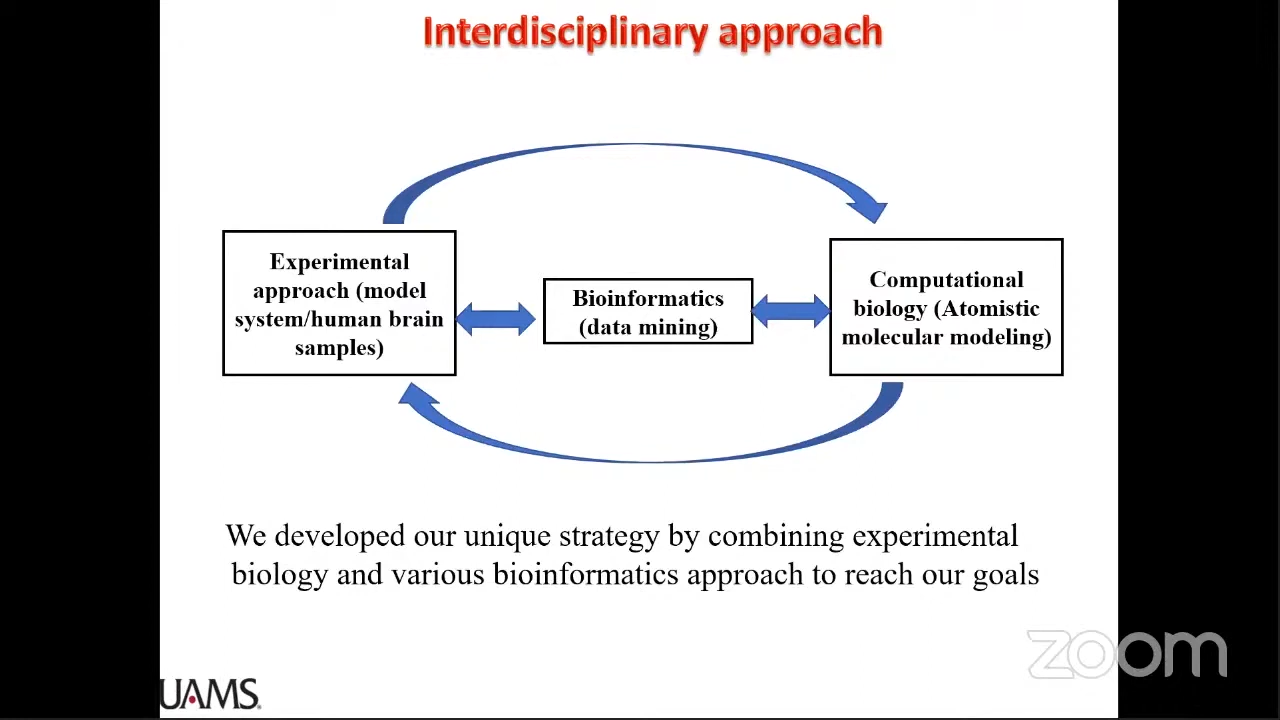 Interdisciplinary approach
Experimental
approach (model
system/human brain
samples)
Bioinformatics
(data mining)
Computational
biology (Atomistic
molecular modeling)
We developed our unique strategy by combining experimental
biology and various bioinformatics approach to reach our goals
zoom
UAMS